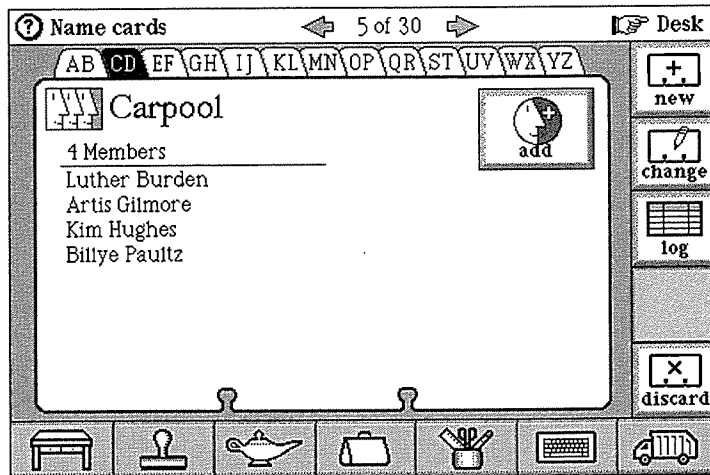 ? Name cards 5 of 30 Desk
AB CD EF GH IJ KL MN OP QR ST UV WX YZ
Carpool
add
4 Members
Luther Burden
Artis Gilmore
Kim Hughes
Billye Paultz
new
change
log
discard